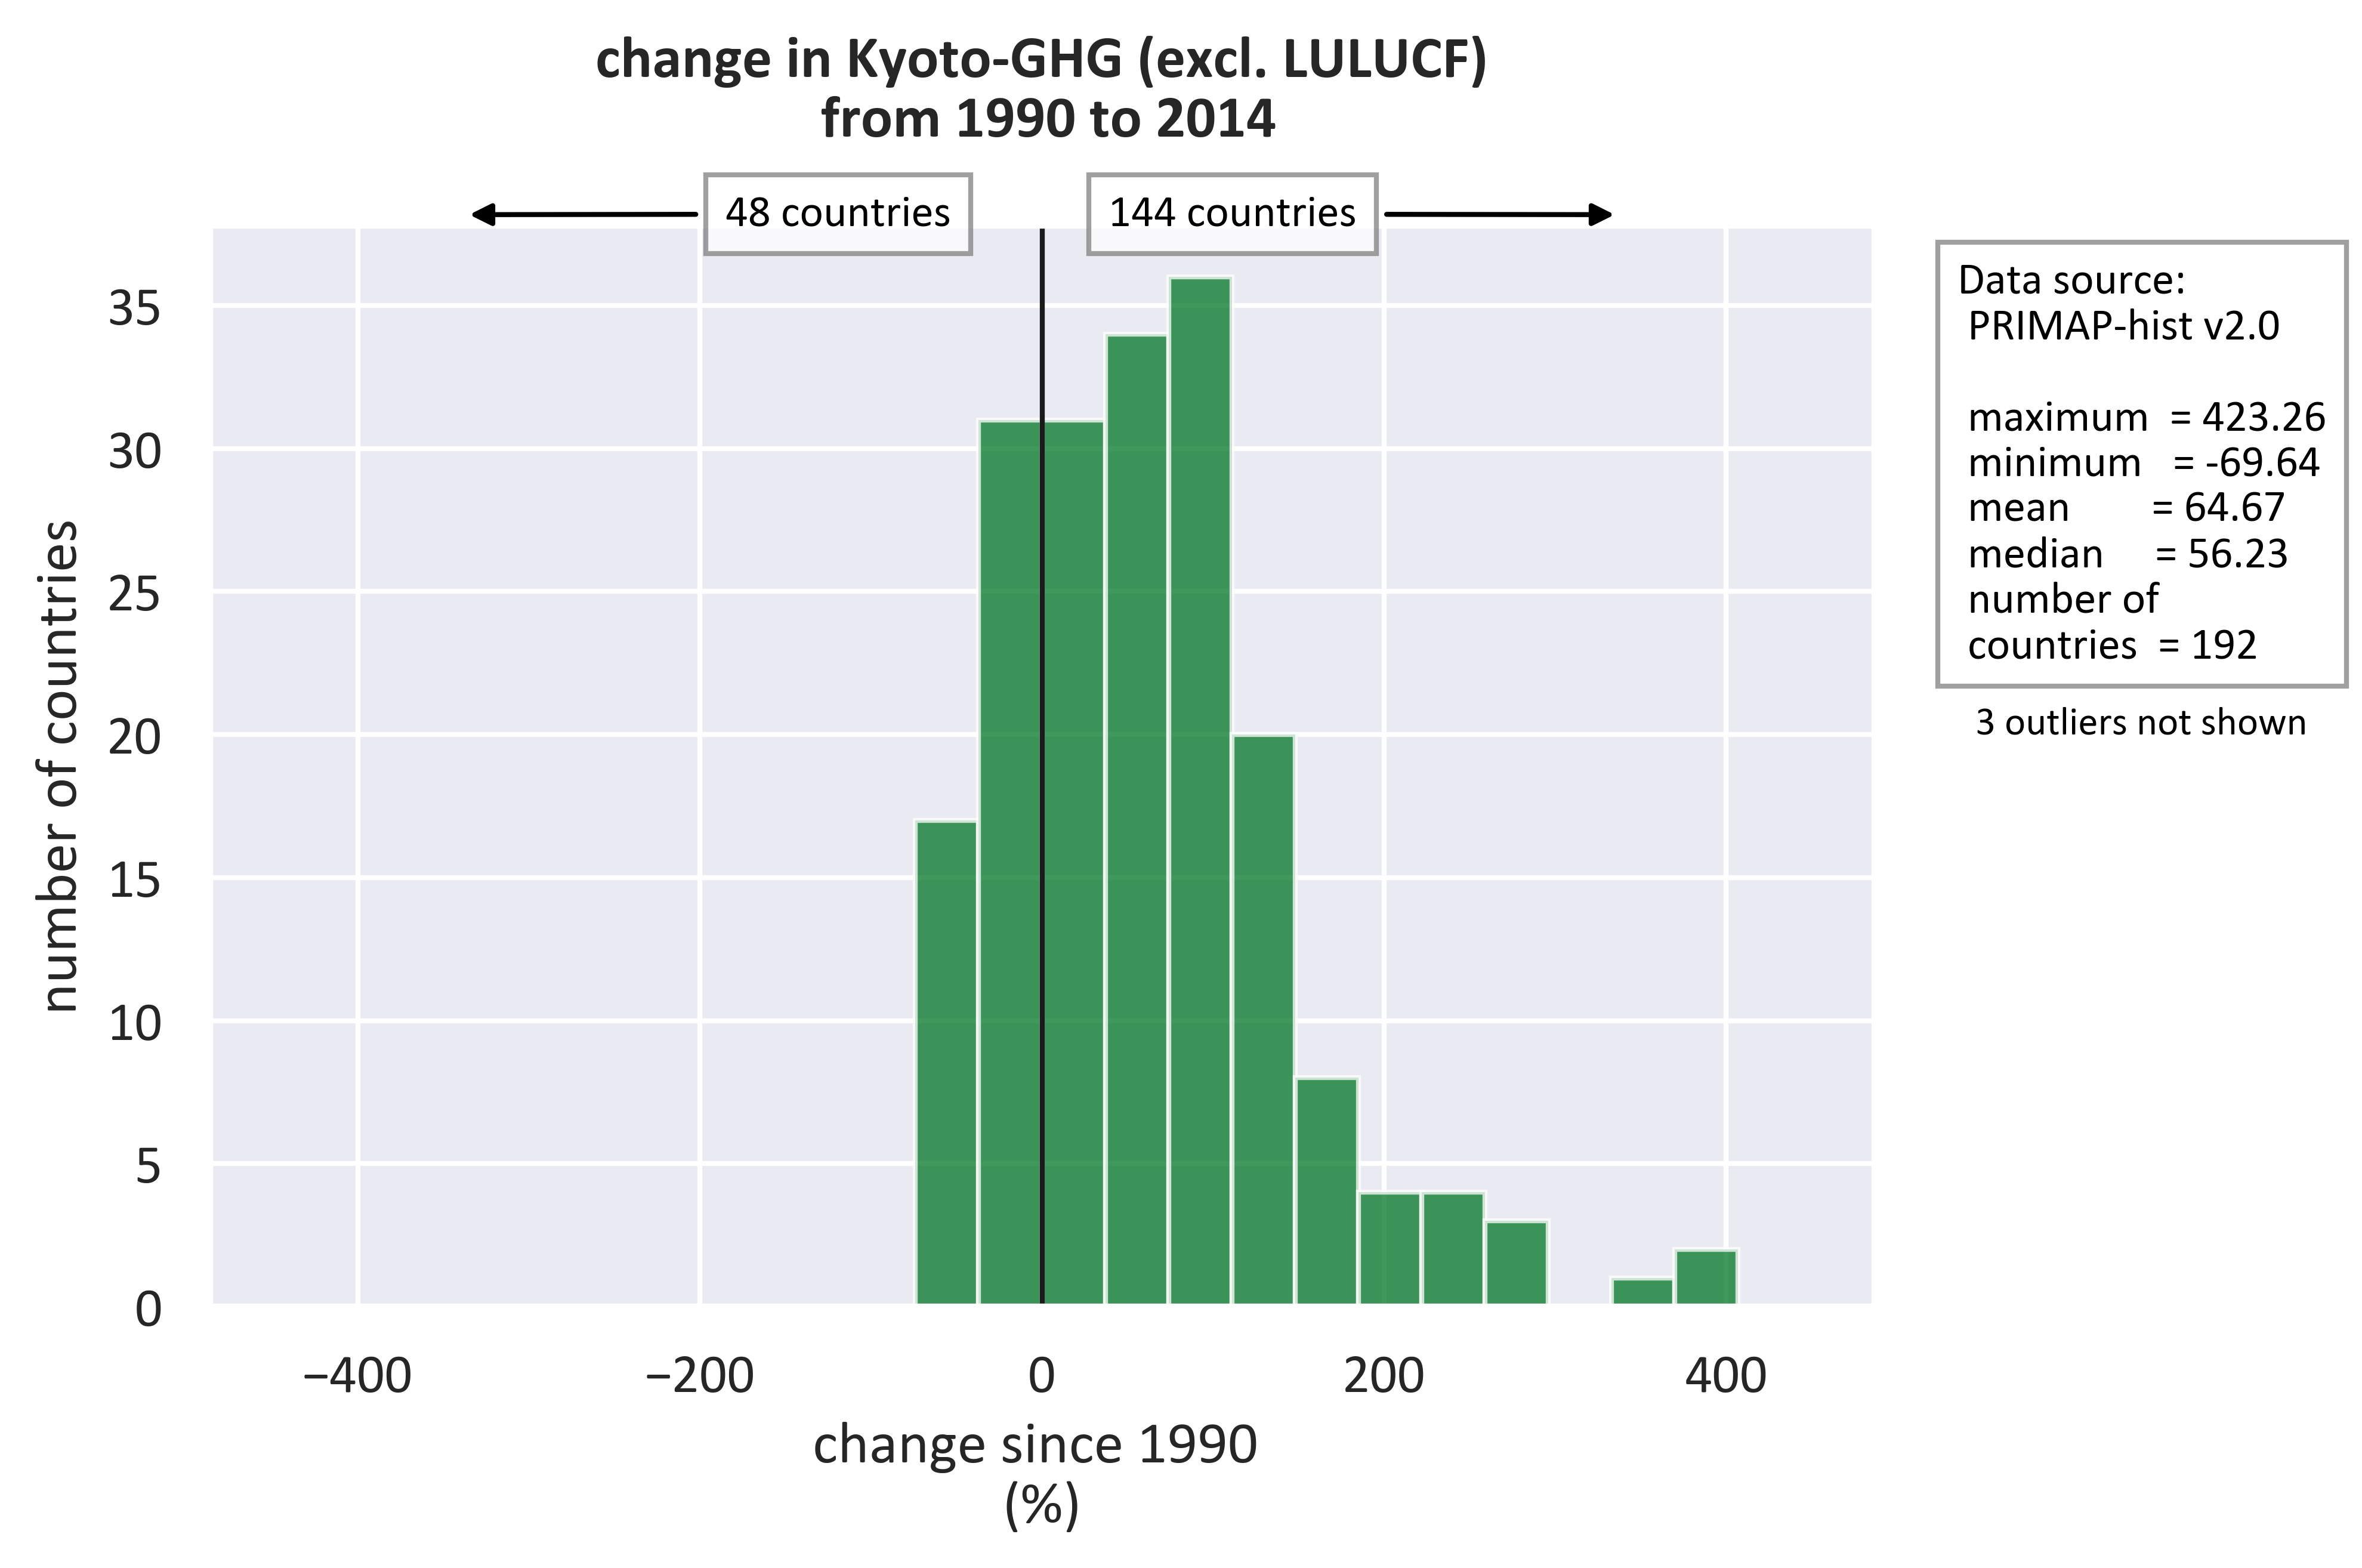 change in Kyoto-GHG (excl. LULUCF)
from 1990 to 2014
48 countries
144 countries
Data source:
PRIMAP-hist v2.0
maximum = 423.26
minimum = -69.64
mean = 64.67
median = 56.23
number of
countries = 192
3 outliers not shown
number of countries
35
30
25
20
15
10
5
0
−400 −200 0 200 400
change since 1990
(%)